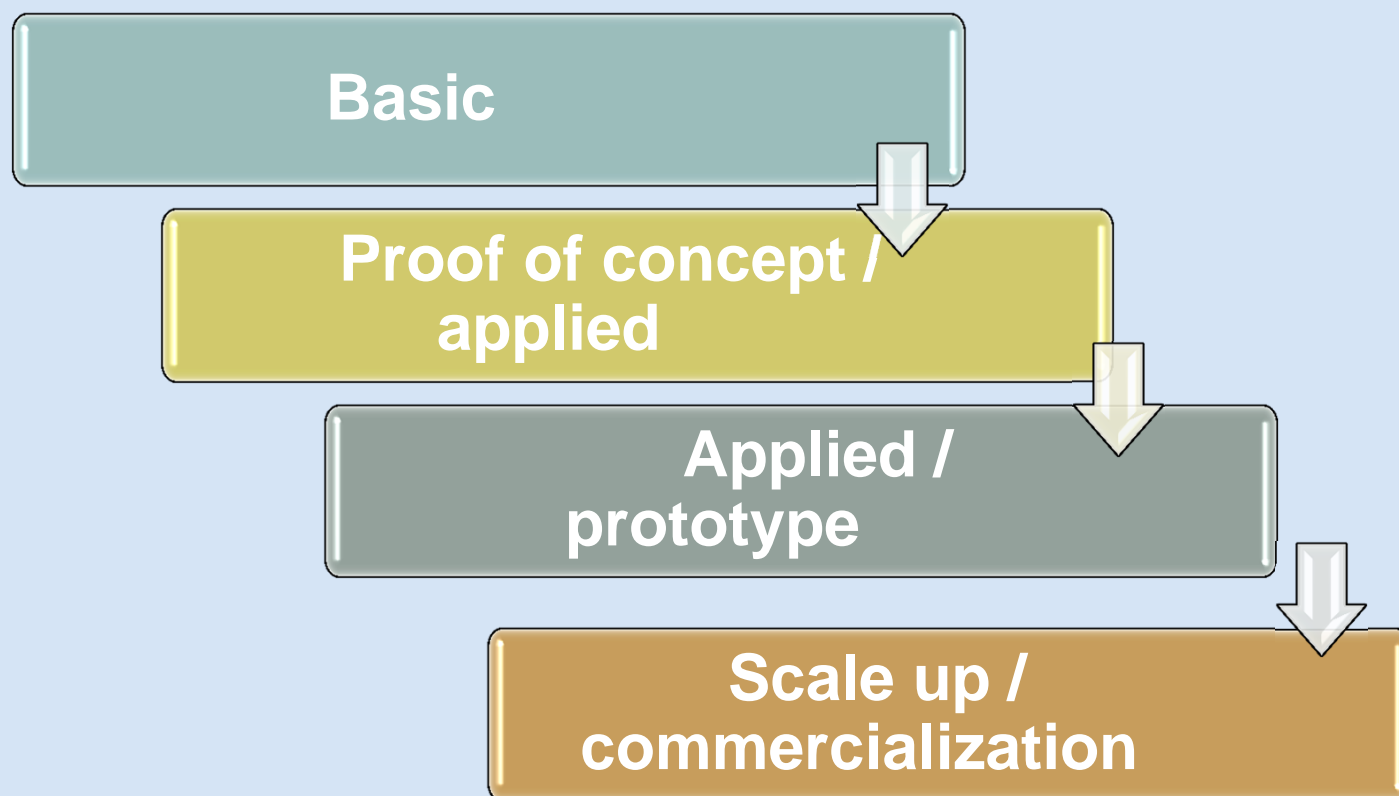 Basic
Proof of concept /
applied
Applied /
prototype
Scale up /
commercialization